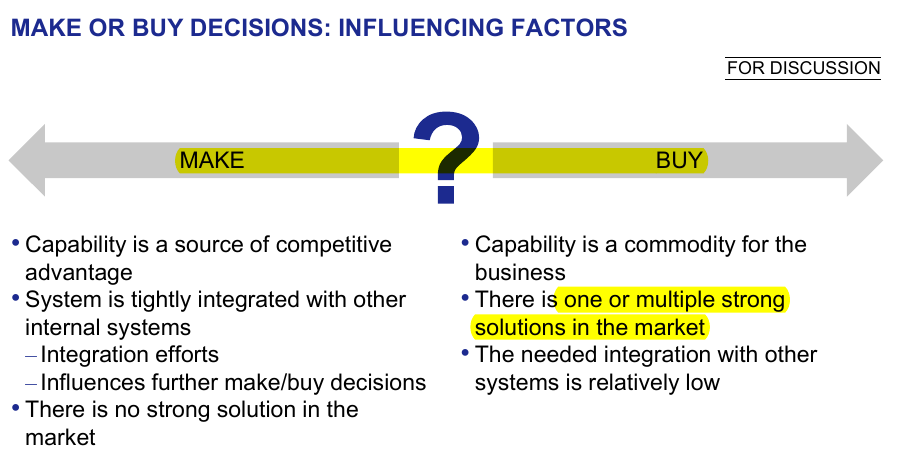 MAKE OR BUY DECISIONS: INFLUENCING FACTORS
FOR DISCUSSION
MAKE
?
BUY
• Capability is a source of competitive
advantage
• System is tightly integrated with other
internal systems
– Integration efforts
– Influences further make/buy decisions
• There is no strong solution in the
market
• Capability is a commodity for the
business
• There is one or multiple strong
solutions in the market
• The needed integration with other
systems is relatively low